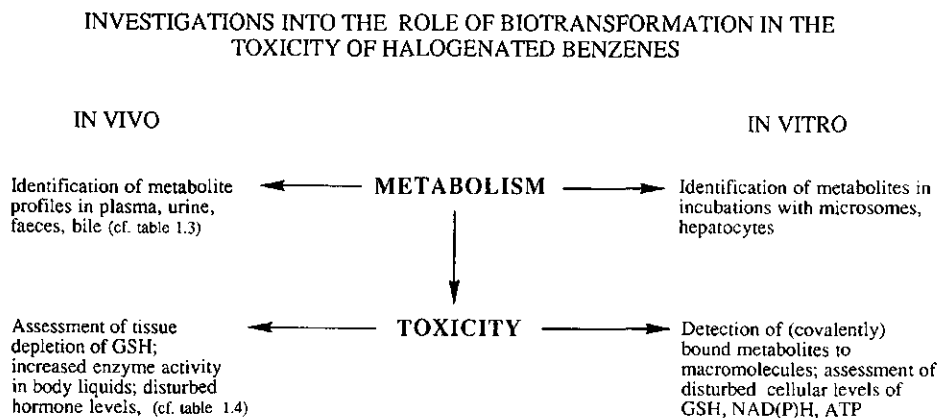 INVESTIGATIONS INTO THE ROLE OF BIOTRANSFORMATION IN THE
TOXICITY OF HALOGENATED BENZENES
IN VIVO
IN VITRO
Identification of metabolite
profiles in plasma, urine,
faeces, bile (cf. table 1.3)
METABOLISM
Identification of metabolites in
incubations with microsomes,
hepatocytes
Assessment of tissue
depletion of GSH;
increased enzyme activity
in body liquids; disturbed
hormone levels, (cf. table 1.4)
TOXICITY
Detection of (covalently)
bound metabolites to
macromolecules; assessment of
disturbed cellular levels of
GSH, NAD(P)H, ATP